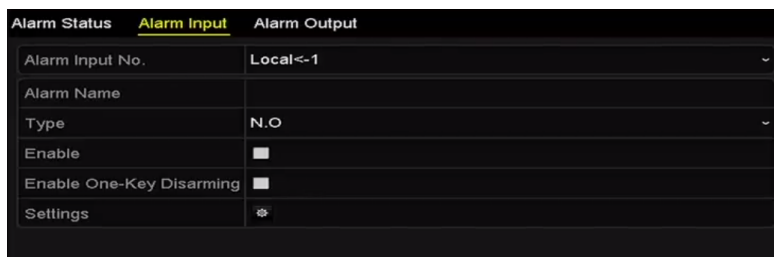 Alarm Status Alarm Input Alarm Output
Alarm Input No. Local<-1
Alarm Name
Type N.O
Enable
Enable One-Key Disarming
Settings